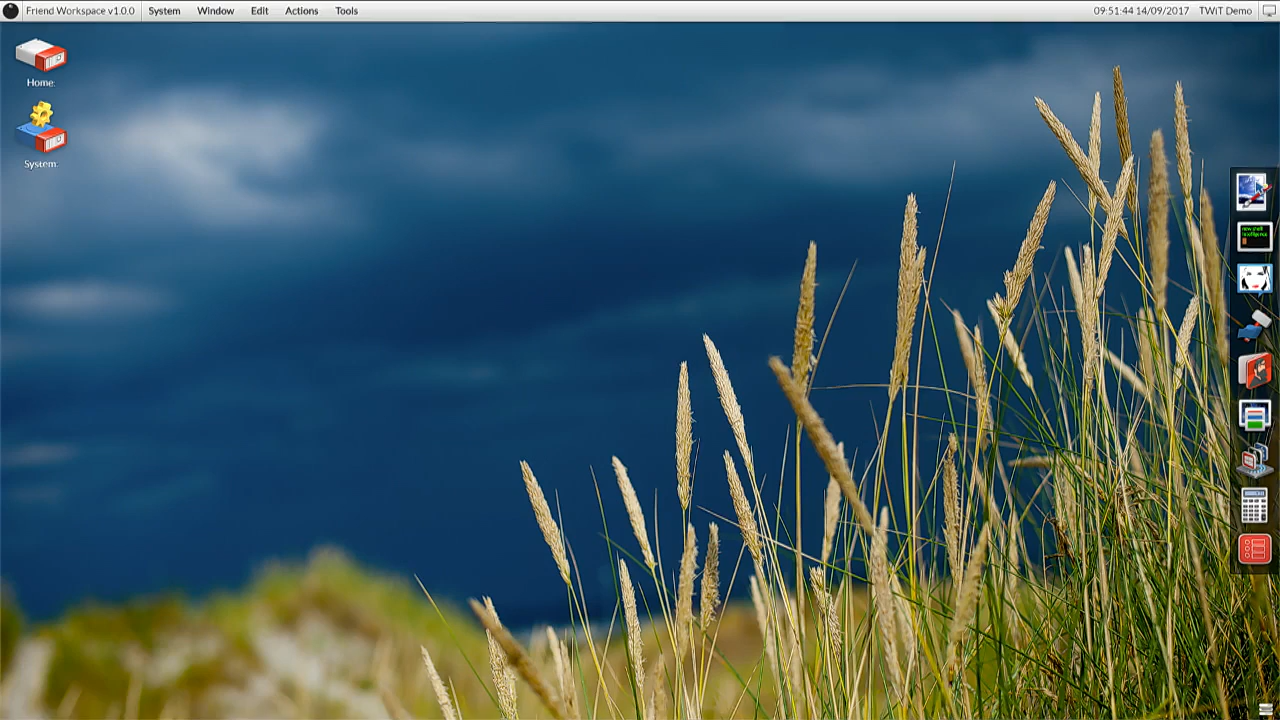 Friend Workspace v1.0.0 System Window Edit Actions Tools 09:51:44 14/09/2017 TWiT Demo
Home
System